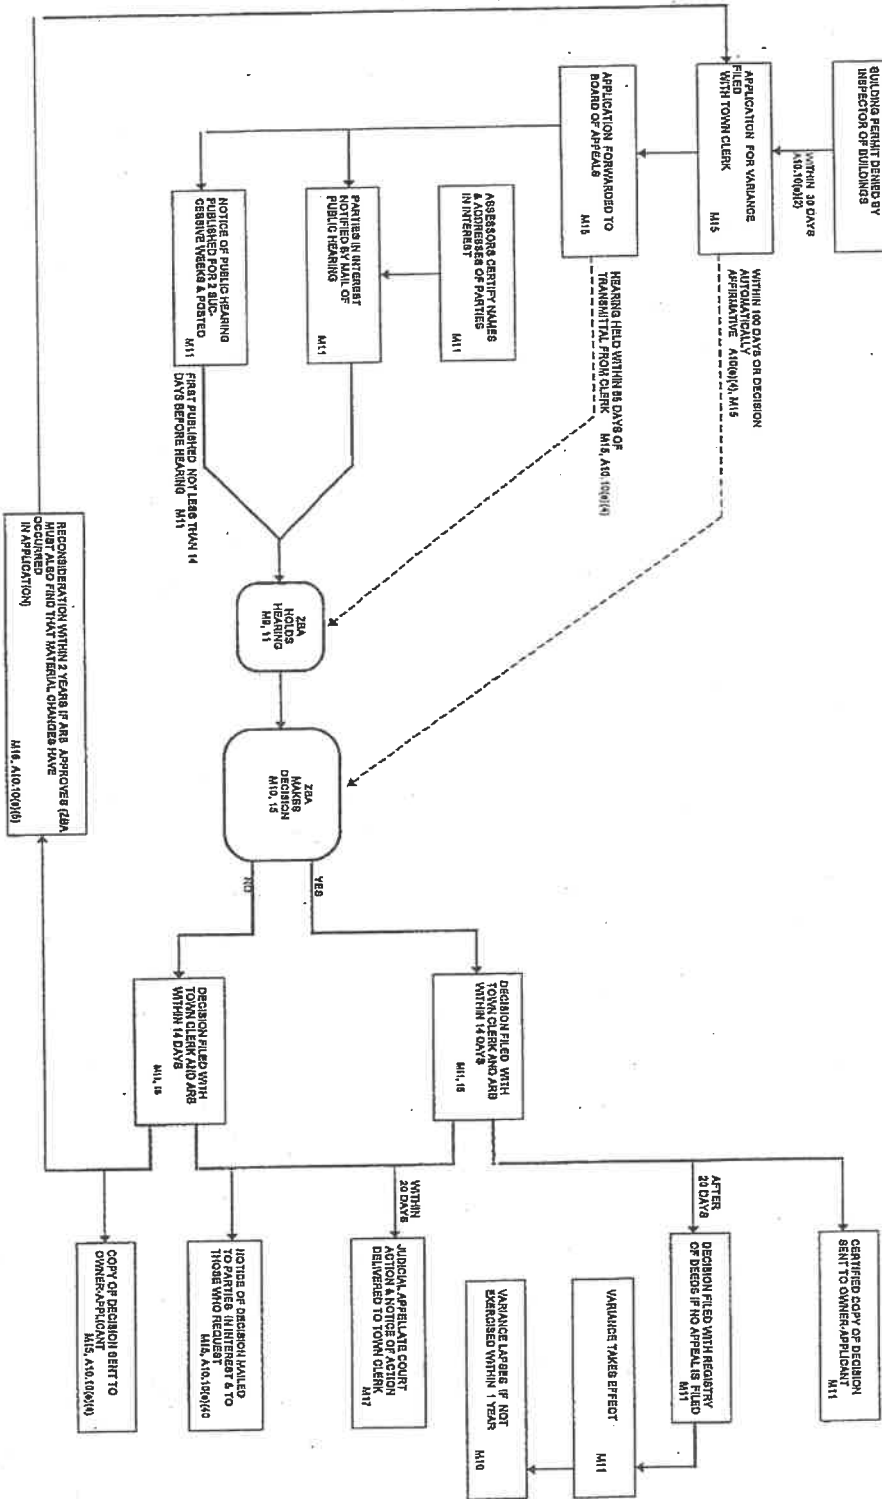 BUILDING PERMIT DENIED BY
INSPECTOR OF BUILDINGS
WITHIN 30 DAYS
A10.10(e)(2)
APPLICATION FOR VARIANCE
FILED
WITH TOWN CLERK
M15
WITHIN 100 DAYS OR DECISION
AUTOMATICALLY
AFFIRMATIVE A10(e)(4), M15
APPLICATION FORWARDED TO
BOARD OF APPEALS
M15
HEARING HELD WITHIN 65 DAYS OF
TRANSMITTAL FROM CLERK M15, A10.10(e)(4)
ASSESSORS CERTIFY NAMES
& ADDRESSES OF PARTIES
IN INTEREST
M11
PARTIES IN INTEREST
NOTIFIED BY MAIL OF
PUBLIC HEARING
M11
NOTICE OF PUBLIC HEARING
PUBLISHED FOR 2 SUC-
CESSIVE WEEKS & POSTED
M11
FIRST PUBLISHED NOT LESS THAN 14
DAYS BEFORE HEARING M11
ZBA
HOLDS
HEARING
M9, 11
ZBA
MAKES
DECISION
M10, 15
YES
NO
DECISION FILED WITH
TOWN CLERK AND ARB
WITHIN 14 DAYS
M11, 15
DECISION FILED WITH
TOWN CLERK AND ARB
WITHIN 14 DAYS
M11, 15
CERTIFIED COPY OF DECISION
SENT TO OWNER-APPLICANT
M11
AFTER
20 DAYS
DECISION FILED WITH REGISTRY
OF DEEDS IF NO APPEAL IS FILED
M11
VARIANCE TAKES EFFECT
M11
VARIANCE LAPSES IF NOT
EXERCISED WITHIN 1 YEAR
M10
WITHIN
20 DAYS
JUDICIAL APPELLATE COURT
ACTION & NOTICE OF ACTION
DELIVERED TO TOWN CLERK
M17
NOTICE OF DECISION MAILED
TO PARTIES IN INTEREST & TO
THOSE WHO REQUEST
M15, A10.10(e)(4)
COPY OF DECISION SENT TO
OWNER-APPLICANT
M15, A10.10(e)(4)
RECONSIDERATION WITHIN 2 YEARS IF ARB APPROVES (ZBA
MUST ALSO FIND THAT MATERIAL CHANGES HAVE
OCCURRED
IN APPLICATION)
M16, A10.10(e)(5)